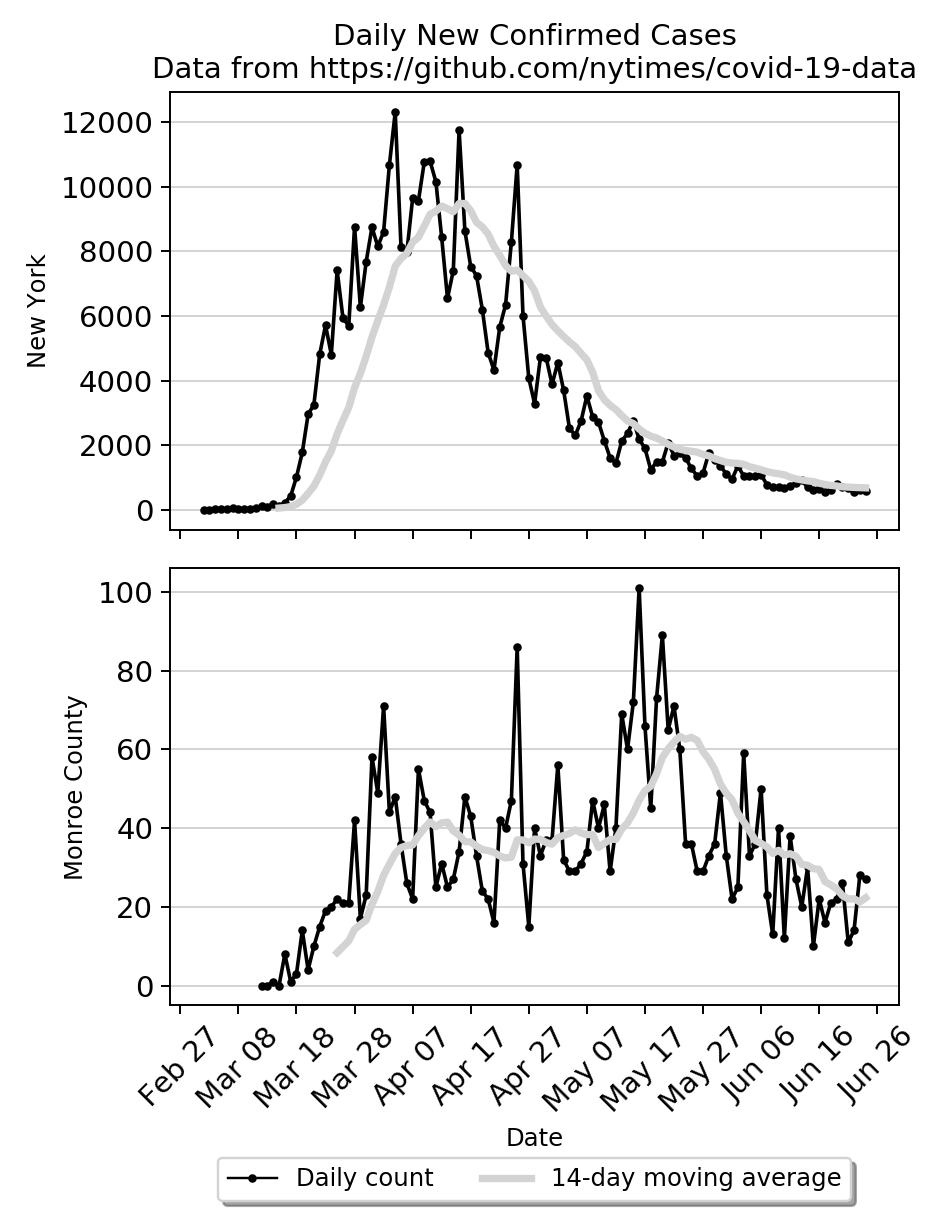 Daily New Confirmed Cases
Data from https://github.com/nytimes/covid-19-data
New York
12000
10000
8000
6000
4000
2000
0
Monroe County
100
80
60
40
20
0
Feb 27 Mar 08 Mar 18 Mar 28 Apr 07 Apr 17 Apr 27 May 07 May 17 May 27 Jun 06 Jun 16 Jun 26
Date
Daily count 14-day moving average